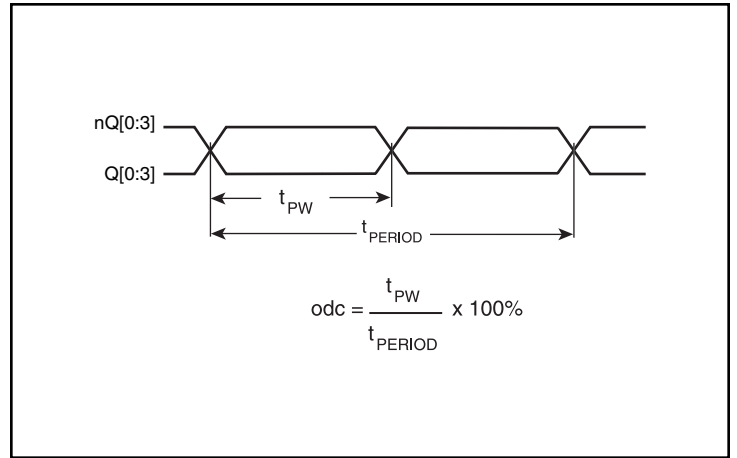 nQ[0:3]
Q[0:3]
tPW
tPERIOD
odc = tPW / tPERIOD x 100%